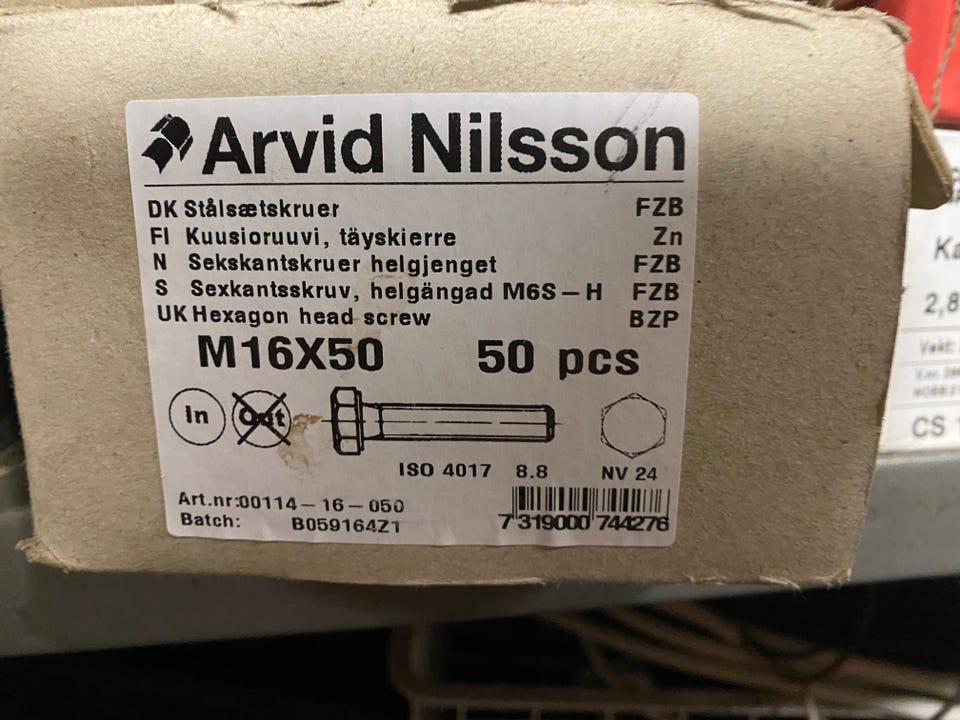 Arvid Nilsson
DK Stålsætskruer FZB
FI Kuusioruuvi, täyskierre Zn
N Sekskantskruer helgjenget FZB
S Sexkantsskruv, helgängad M6S-H FZB
UK Hexagon head screw BZP
M16X50 50 pcs
In Out
ISO 4017 8.8 NV 24
Art.nr:00114-16-050
Batch: B059164Z1
7 319000 744276
Ka
2,8
CS 1